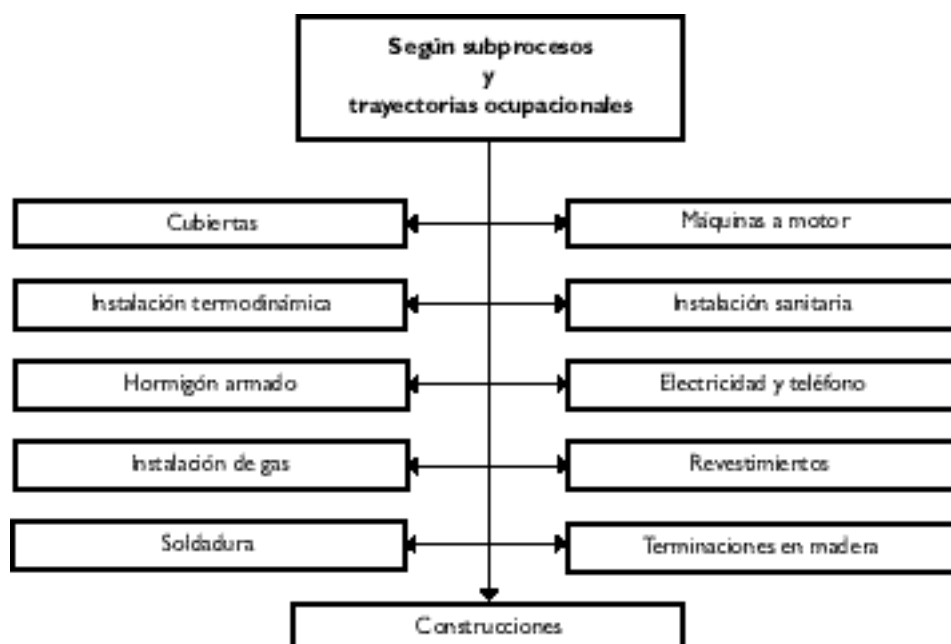 Según subprocesos
y
trayectorias ocupacionales
Cubiertas
Máquinas a motor
Instalación termodinámica
Instalación sanitaria
Hormigón armado
Electricidad y teléfono
Instalación de gas
Revestimientos
Soldadura
Terminaciones en madera
Construcciones